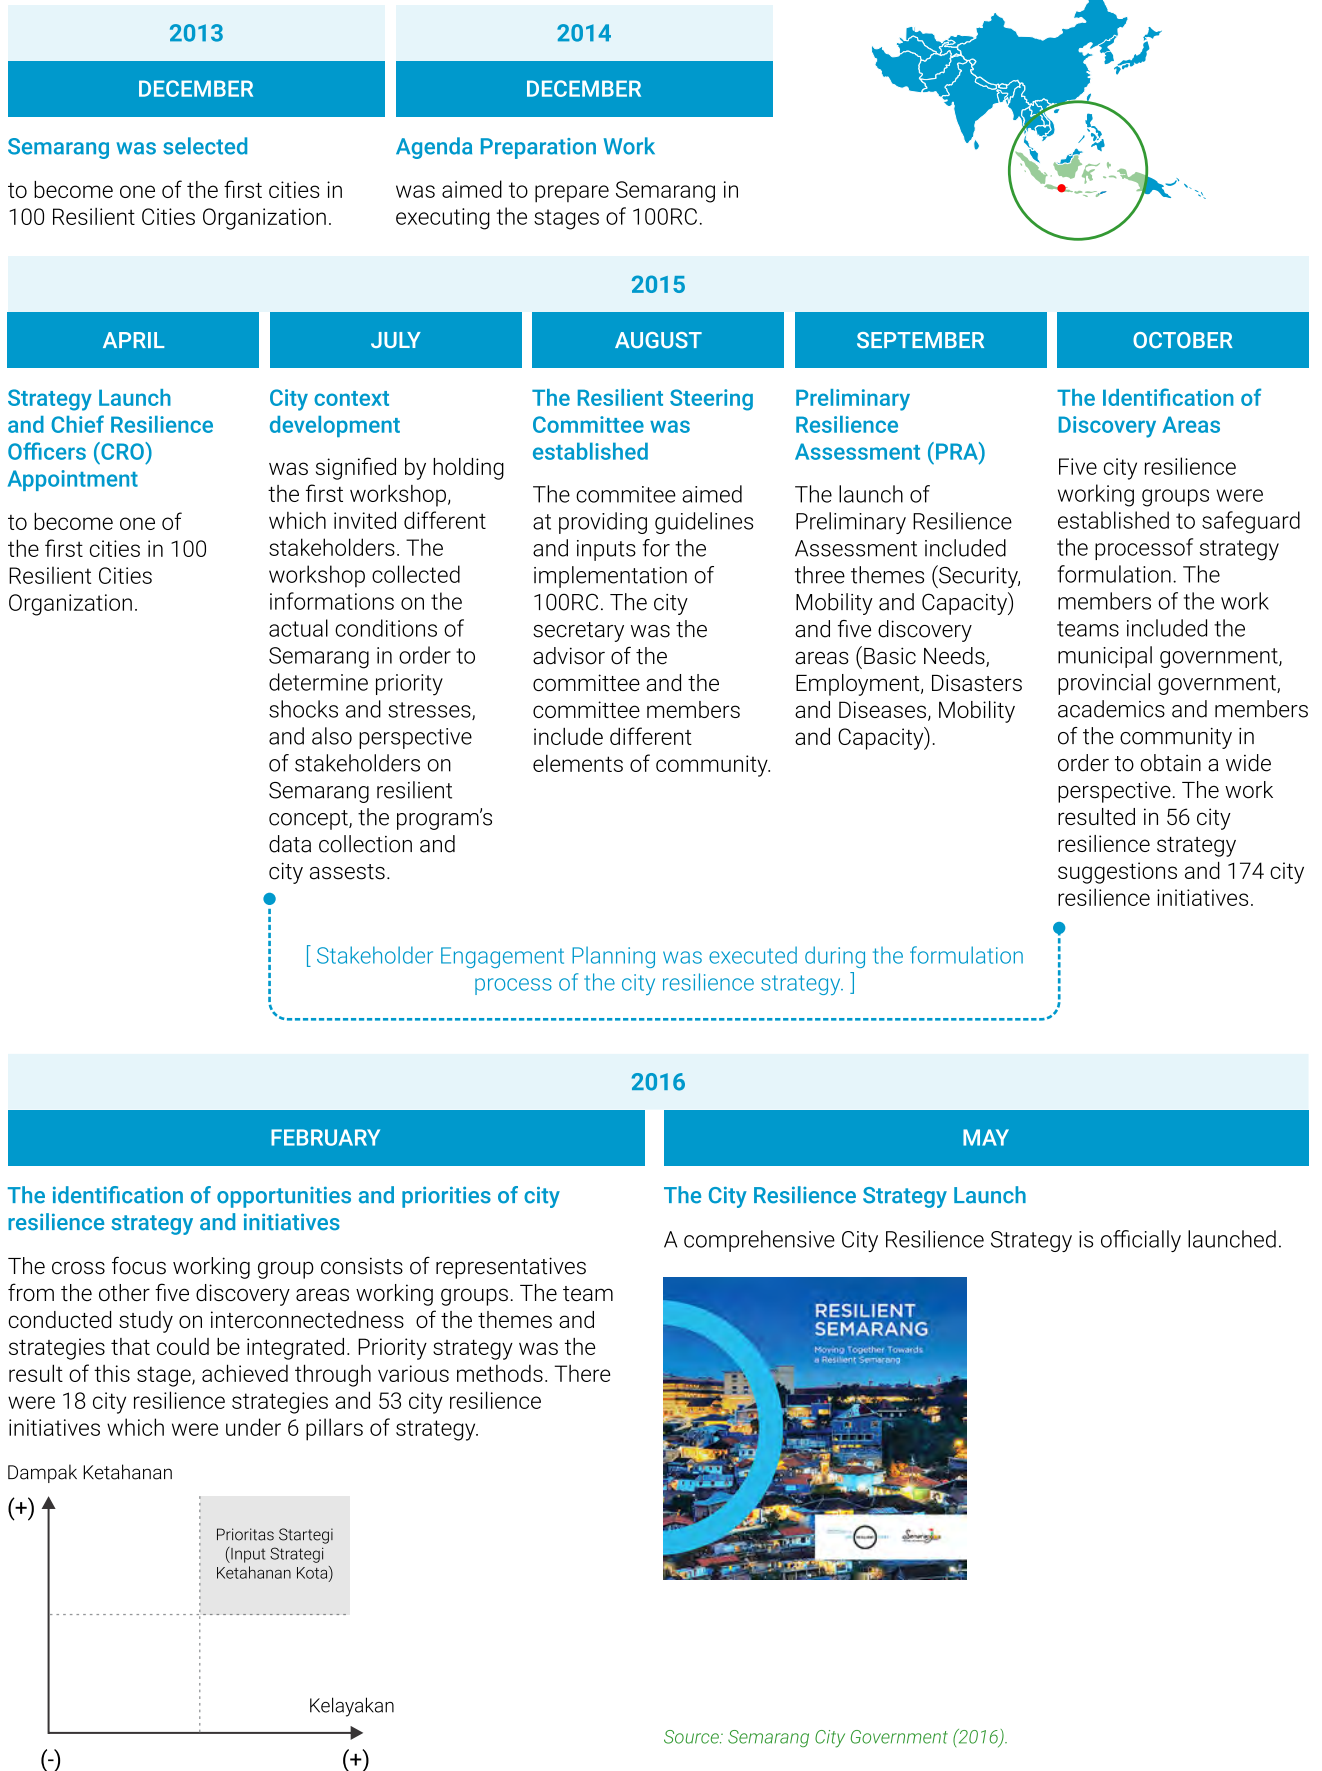 2013
DECEMBER
Semarang was selected
to become one of the first cities in
100 Resilient Cities Organization.
2014
DECEMBER
Agenda Preparation Work
was aimed to prepare Semarang in
executing the stages of 100RC.
2015
APRIL
Strategy Launch
and Chief Resilience
Officers (CRO)
Appointment
to become one of
the first cities in 100
Resilient Cities
Organization.
JULY
City context
development
was signified by holding
the first workshop,
which invited different
stakeholders. The
workshop collected
informations on the
actual conditions of
Semarang in order to
determine priority
shocks and stresses,
and also perspective
of stakeholders on
Semarang resilient
concept, the program’s
data collection and
city assests.
AUGUST
The Resilient Steering
Committee was
established
The commitee aimed
at providing guidelines
and inputs for the
implementation of
100RC. The city
secretary was the
advisor of the
committee and the
committee members
include different
elements of community.
SEPTEMBER
Preliminary
Resilience
Assessment (PRA)
The launch of
Preliminary Resilience
Assessment included
three themes (Security,
Mobility and Capacity)
and five discovery
areas (Basic Needs,
Employment, Disasters
and Diseases, Mobility
and Capacity).
OCTOBER
The Identification of
Discovery Areas
Five city resilience
working groups were
established to safeguard
the processof strategy
formulation. The
members of the work
teams included the
municipal government,
provincial government,
academics and members
of the community in
order to obtain a wide
perspective. The work
resulted in 56 city
resilience strategy
suggestions and 174 city
resilience initiatives.
[ Stakeholder Engagement Planning was executed during the formulation
process of the city resilience strategy. ]
2016
FEBRUARY
The identification of opportunities and priorities of city
resilience strategy and initiatives
The cross focus working group consists of representatives
from the other five discovery areas working groups. The team
conducted study on interconnectedness of the themes and
strategies that could be integrated. Priority strategy was the
result of this stage, achieved through various methods. There
were 18 city resilience strategies and 53 city resilience
initiatives which were under 6 pillars of strategy.
Dampak Ketahanan
(+)
Prioritas Startegi
(Input Strategi
Ketahanan Kota)
Kelayakan
(-)
(+)
MAY
The City Resilience Strategy Launch
A comprehensive City Resilience Strategy is officially launched.
RESILIENT
SEMARANG
Moving Together Towards
a Resilient Semarang
Semarang
Source: Semarang City Government (2016).